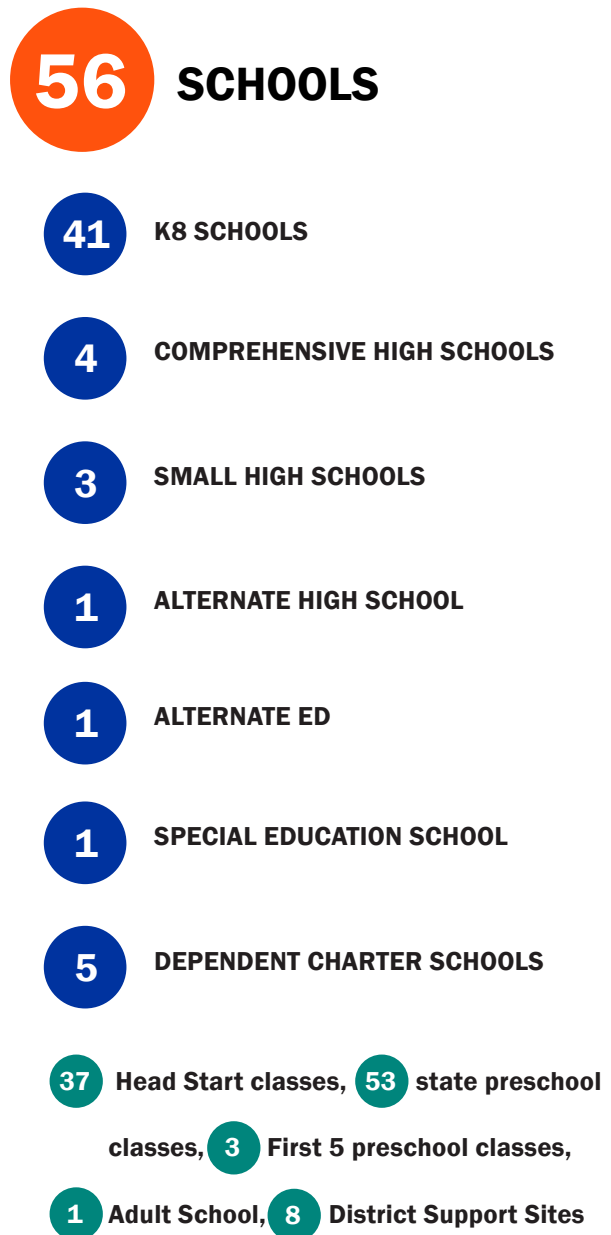 56 SCHOOLS
41 K8 SCHOOLS
4 COMPREHENSIVE HIGH SCHOOLS
3 SMALL HIGH SCHOOLS
1 ALTERNATE HIGH SCHOOL
1 ALTERNATE ED
1 SPECIAL EDUCATION SCHOOL
5 DEPENDENT CHARTER SCHOOLS
37 Head Start classes, 53 state preschool
classes, 3 First 5 preschool classes,
1 Adult School, 8 District Support Sites